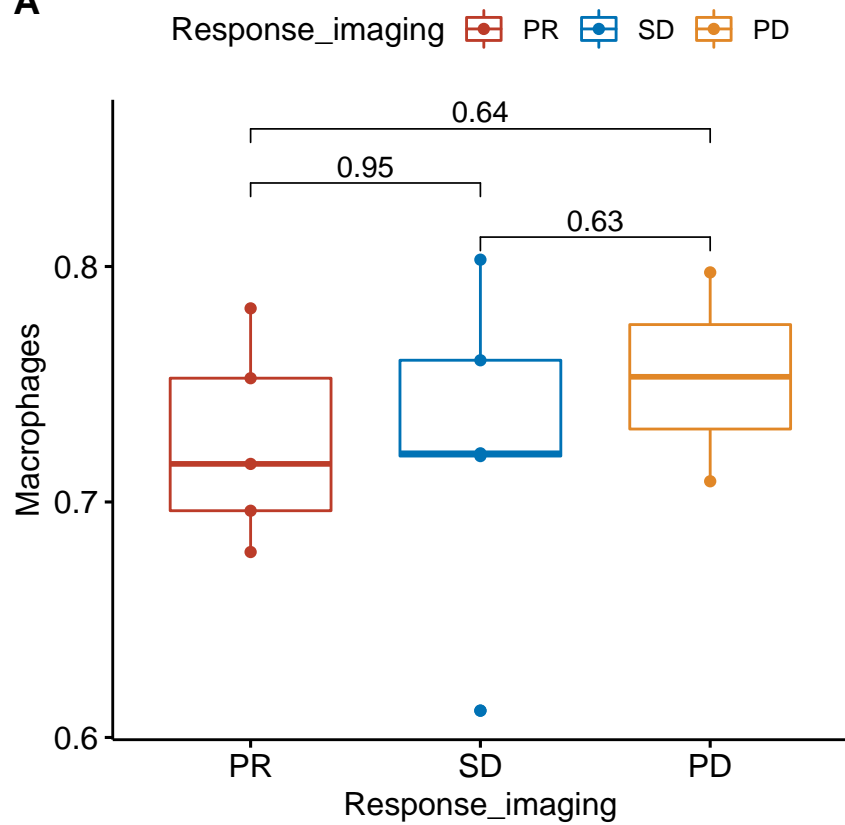 A
Response_imaging PR SD PD
0.64
0.95
0.63
0.8
0.7
0.6
Macrophages
PR SD PD
Response_imaging